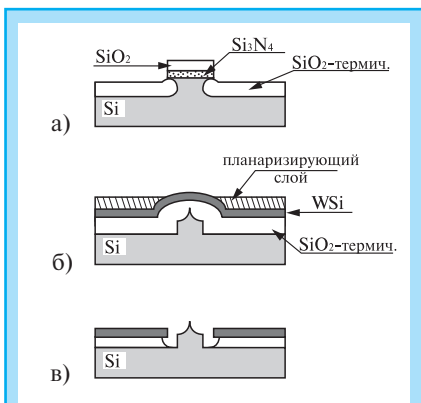 SiO₂
Si₃N₄
SiO₂-термич.
Si
а)
планаризирующий
слой
WSi
SiO₂-термич.
Si
б)
Si
в)